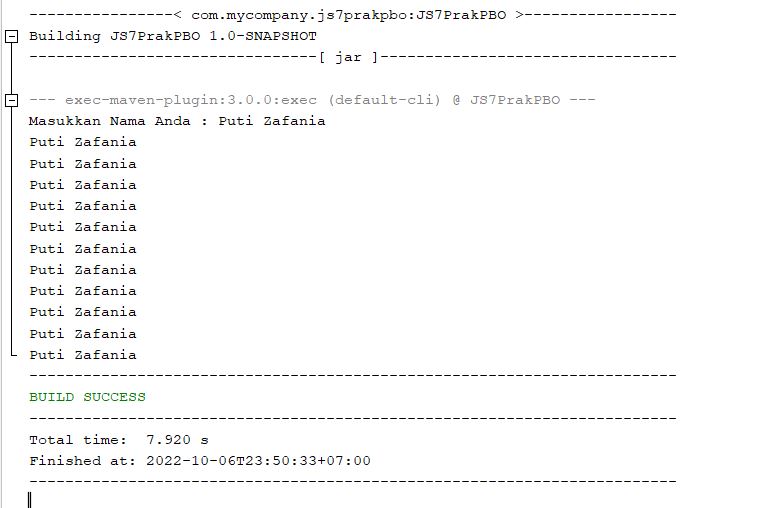 ----------------< com.mycompany.js7prakpbo:JS7PrakPBO >-----------------
Building JS7PrakPBO 1.0-SNAPSHOT
--------------------------------[ jar ]---------------------------------
--- exec-maven-plugin:3.0.0:exec (default-cli) @ JS7PrakPBO ---
Masukkan Nama Anda : Puti Zafania
Puti Zafania
Puti Zafania
Puti Zafania
Puti Zafania
Puti Zafania
Puti Zafania
Puti Zafania
Puti Zafania
Puti Zafania
Puti Zafania
Puti Zafania
------------------------------------------------------------------------
BUILD SUCCESS
------------------------------------------------------------------------
Total time:  7.920 s
Finished at: 2022-10-06T23:50:33+07:00
------------------------------------------------------------------------